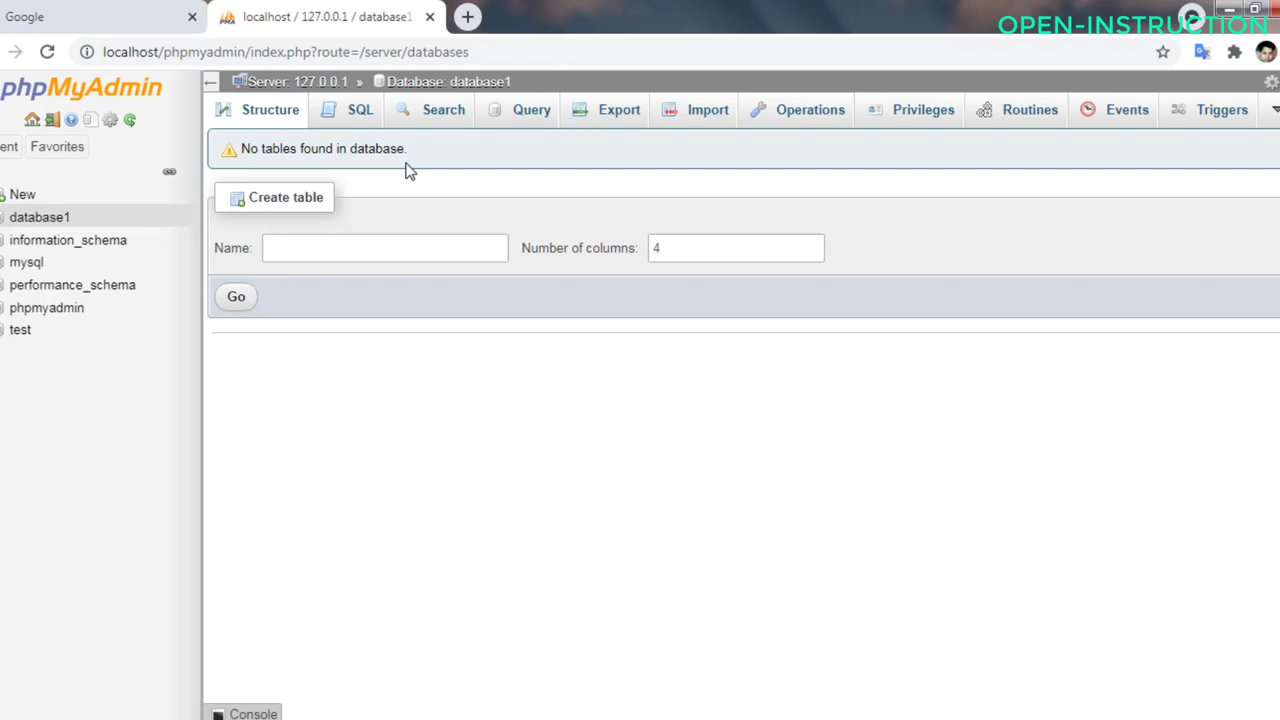 Google
localhost / 127.0.0.1 / database1
OPEN-INSTRUCTION
localhost/phpmyadmin/index.php?route=/server/databases
phpMyAdmin
Server: 127.0.0.1 » Database: database1
Structure SQL Search Query Export Import Operations Privileges Routines Events Triggers
ent Favorites
No tables found in database.
New
database1
information_schema
mysql
performance_schema
phpmyadmin
test
Create table
Name: Number of columns: 4
Go
Console